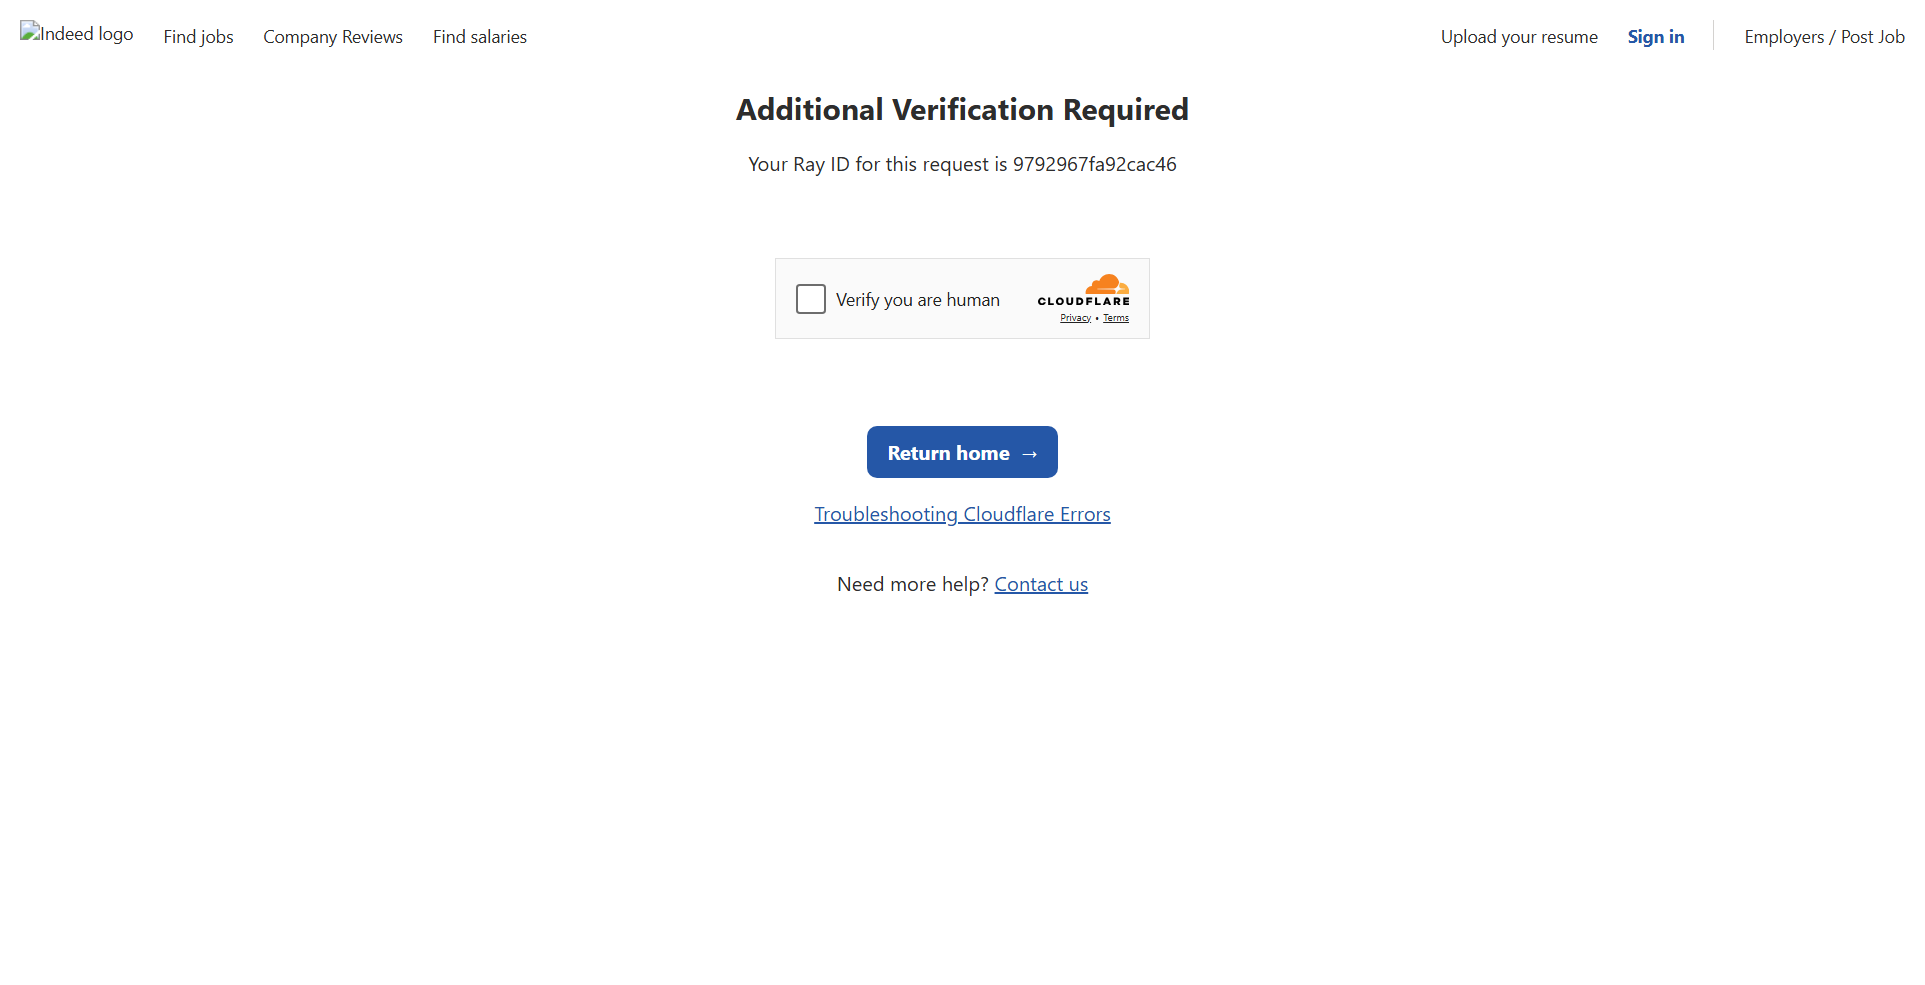 Indeed logo
Find jobs
Company Reviews
Find salaries
Upload your resume
Sign in
Employers / Post Job
Additional Verification Required
Your Ray ID for this request is 9792967fa92cac46
Verify you are human
CLOUDFLARE
Privacy • Terms
Return home →
Troubleshooting Cloudflare Errors
Need more help? Contact us